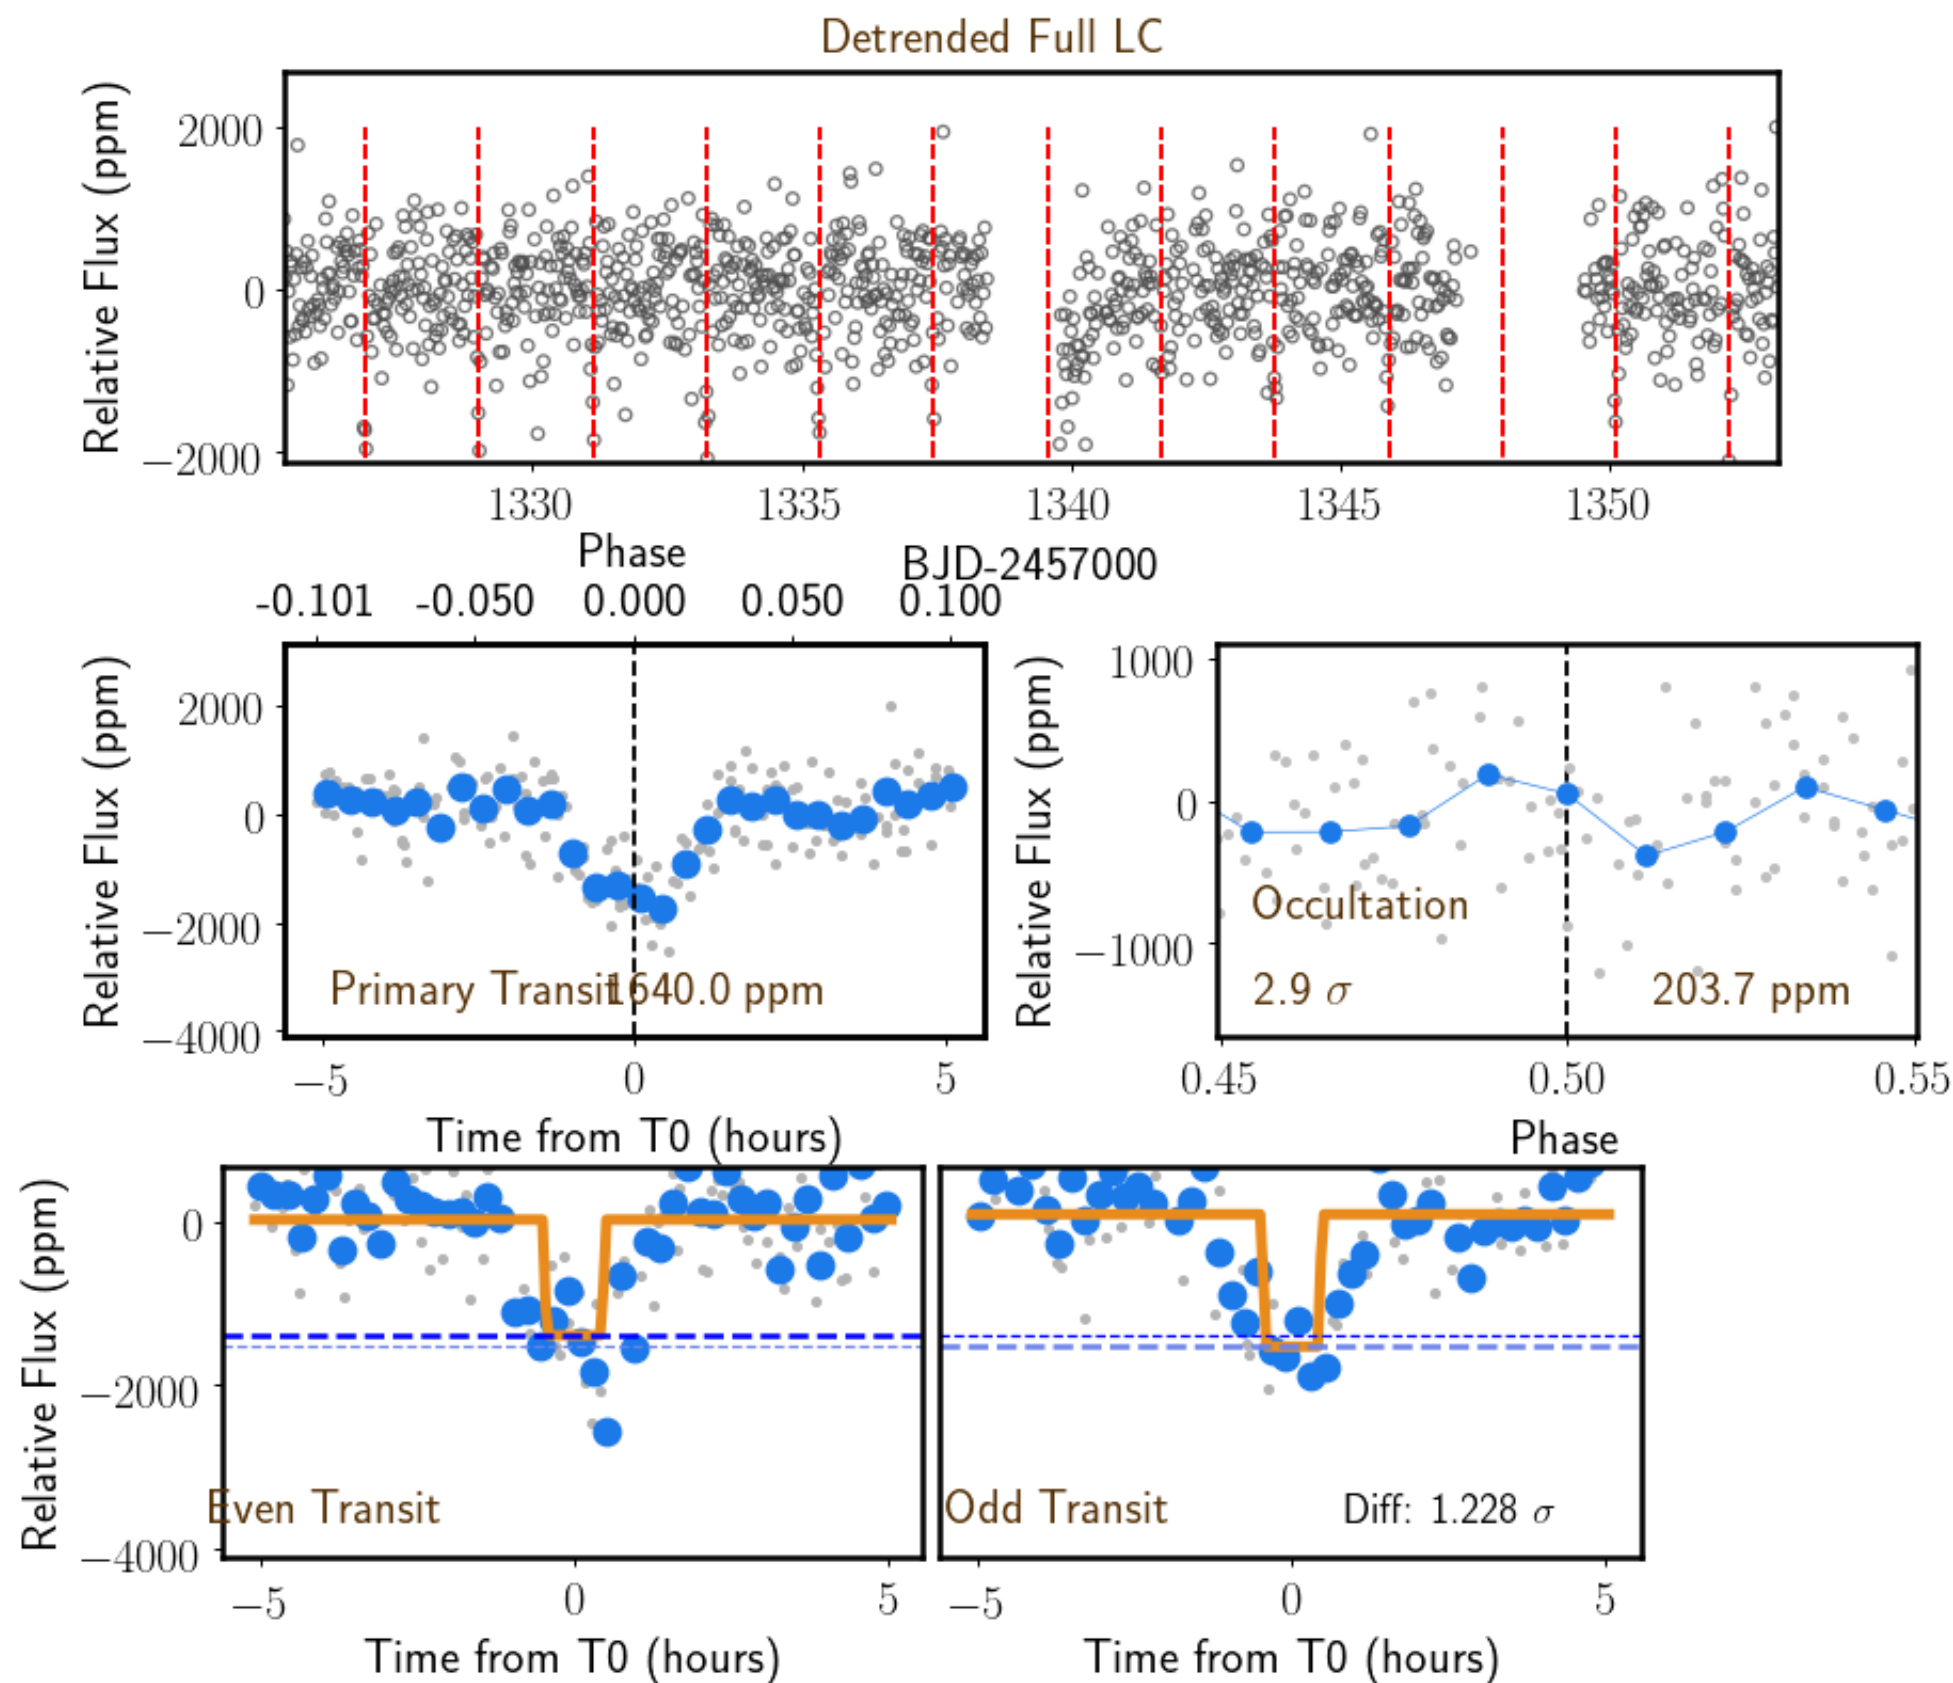 Detrended Full LC
Relative Flux (ppm)
2000
0
−2000
1330 1335 1340 1345 1350
BJD-2457000
Phase
-0.101 -0.050 0.000 0.050 0.100
Relative Flux (ppm)
2000
0
−2000
−4000
Primary Transit 1640.0 ppm
−5 0 5
Time from T0 (hours)
Relative Flux (ppm)
1000
0
−1000
Occultation
2.9 σ 203.7 ppm
0.45 0.50 0.55
Phase
Relative Flux (ppm)
0
−2000
−4000
Even Transit
−5 0 5
Time from T0 (hours)
Odd Transit Diff: 1.228 σ
−5 0 5
Time from T0 (hours)